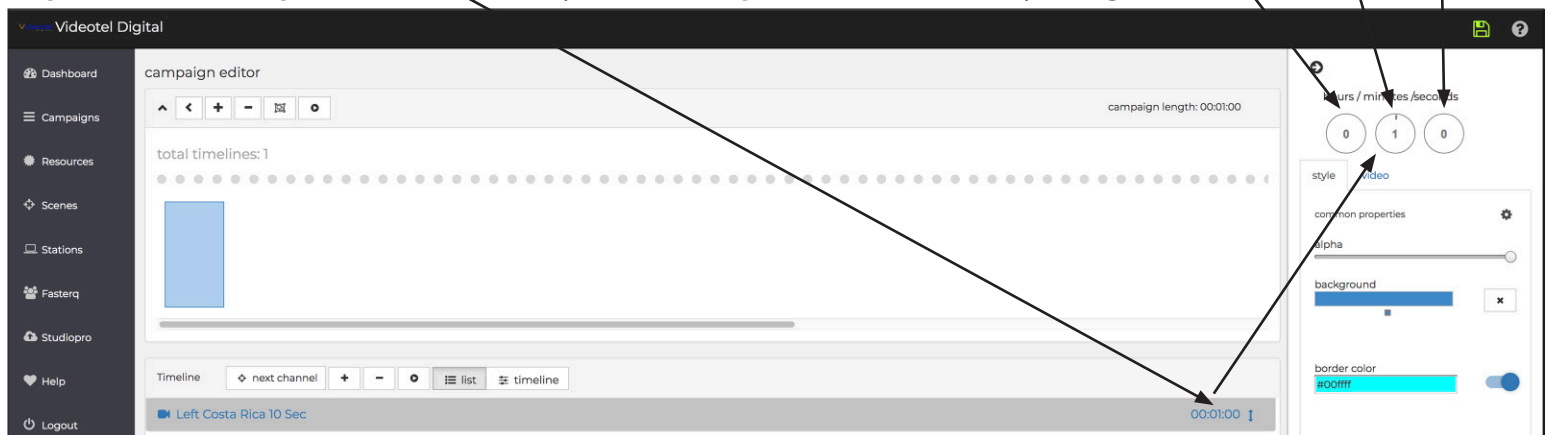 Videotel Digital
Dashboard
Campaigns
Resources
Scenes
Stations
Fasterq
Studiopro
Help
Logout
campaign editor
campaign length: 00:01:00
total timelines: 1
Timeline
next channel
list
timeline
Left Costa Rica 10 Sec
00:01:00
hours / minutes /seconds
0
1
0
style
video
common properties
alpha
background
border color
#00ffff